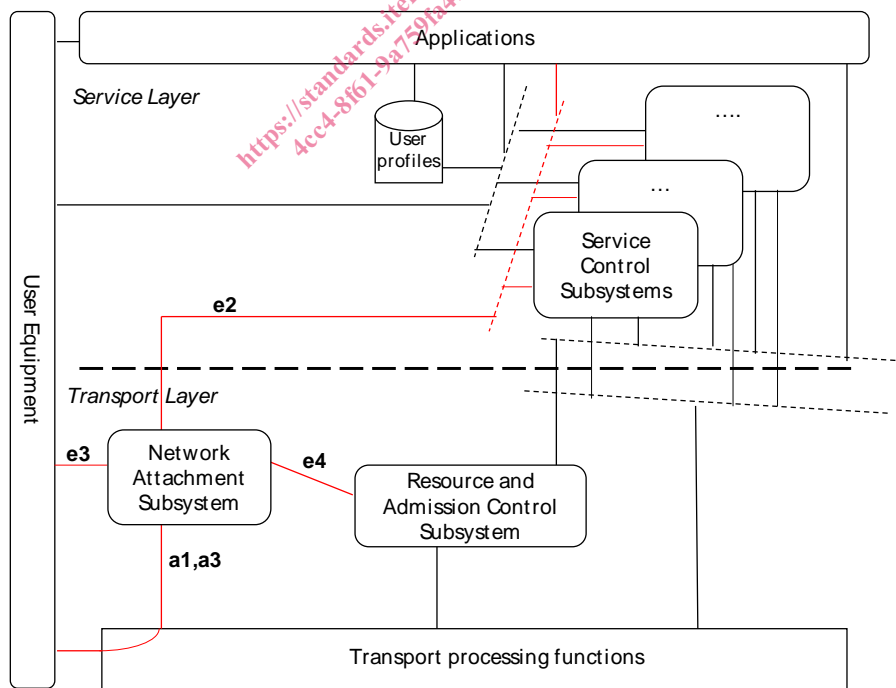 Applications
https://standards.ite
4cc4-8f61-9a759fa4
Service Layer
User
profiles
....
...
Service
Control
Subsystems
User Equipment
e2
Transport Layer
Network
Attachment
Subsystem
e3
e4
Resource and
Admission Control
Subsystem
a1,a3
Transport processing functions